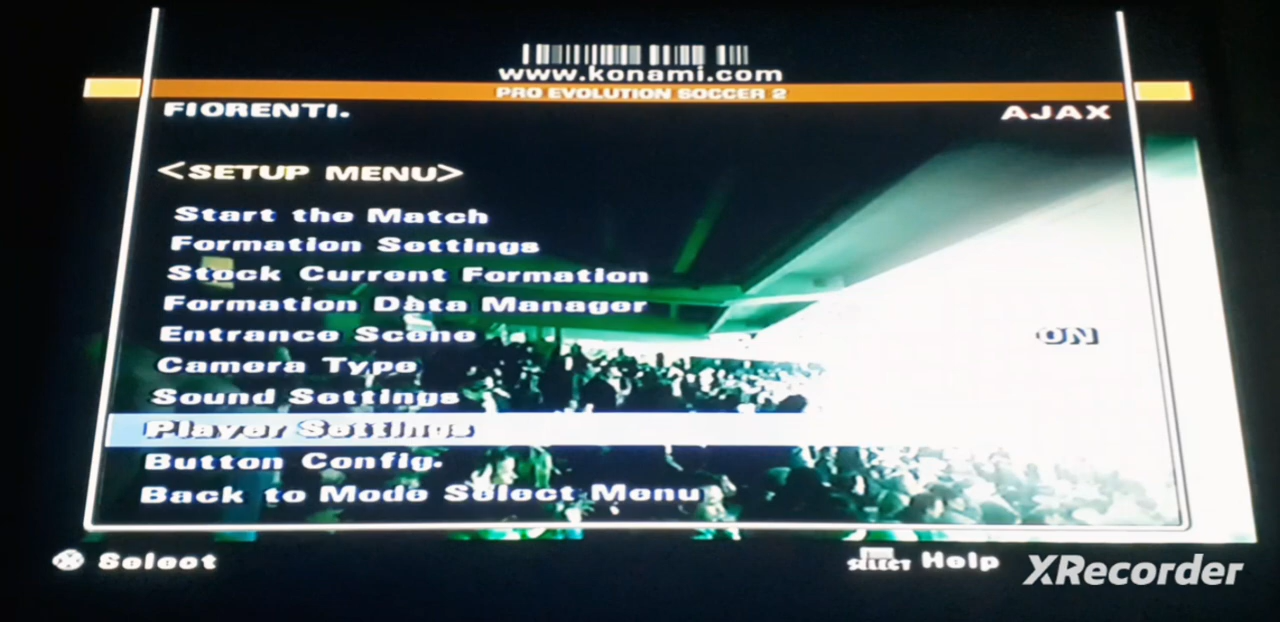 www.konami.com
PRO EVOLUTION SOCCER 2
FIORENTI. AJAX
<SETUP MENU>
Start the Match
Formation Settings
Stock Current Formation
Formation Data Manager
Entrance Scene ON
Camera Type
Sound Settings
Player Settings
Button Config.
Back to Mode Select Menu
Select SELECT Help
XRecorder